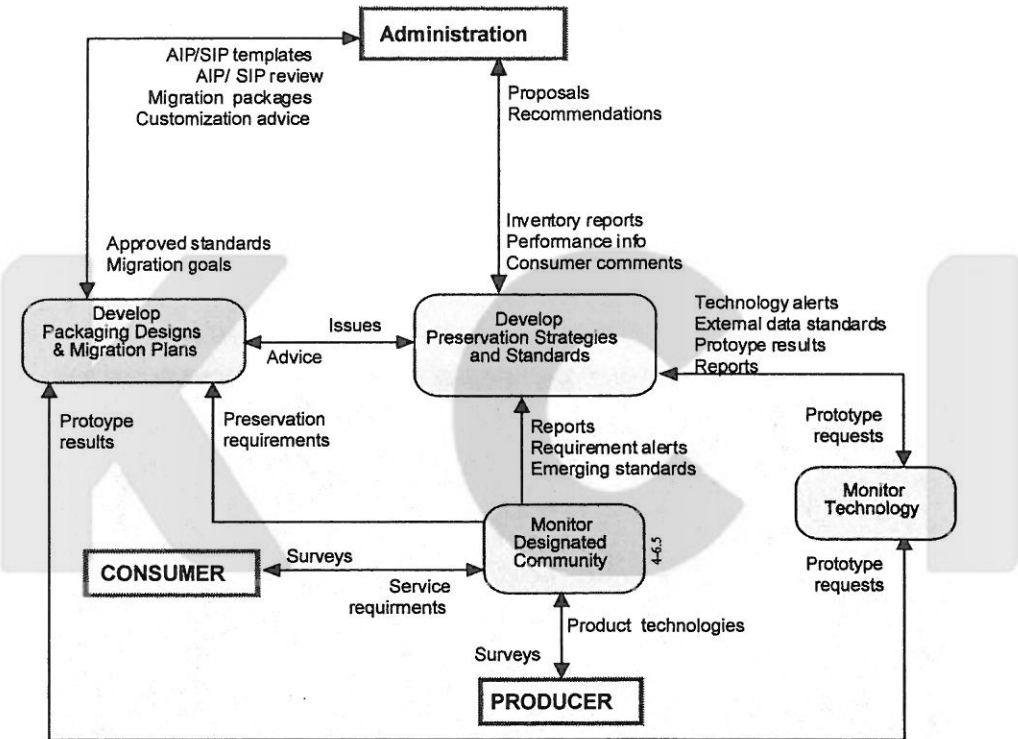 Administration
AIP/SIP templates
AIP/ SIP review
Migration packages
Customization advice
Proposals
Recommendations
Inventory reports
Performance info
Consumer comments
Approved standards
Migration goals
Develop
Packaging Designs
& Migration Plans
Issues
Advice
Develop
Preservation Strategies
and Standards
Technology alerts
External data standards
Protoype results
Reports
Protoype
results
Preservation
requirements
Reports
Requirement alerts
Emerging standards
Prototype
requests
Monitor
Technology
Monitor
Designated
Community
4-6.5
CONSUMER
Surveys
Service
requirments
Prototype
requests
Product technologies
Surveys
PRODUCER
KCI